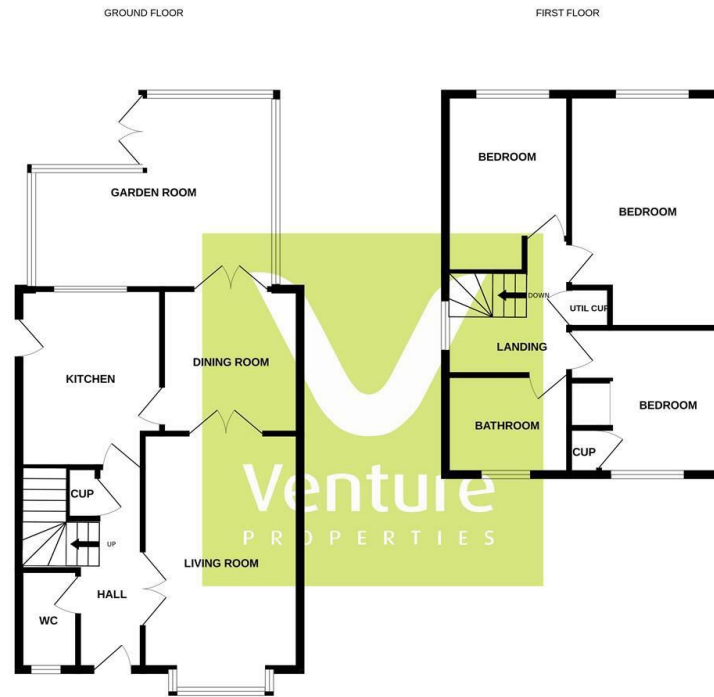 GROUND FLOOR
FIRST FLOOR
GARDEN ROOM
KITCHEN
DINING ROOM
CUP
UP
LIVING ROOM
HALL
WC
BEDROOM
BEDROOM
DOWN
UTIL CUP
LANDING
BEDROOM
BATHROOM
CUP
Venture
PROPERTIES